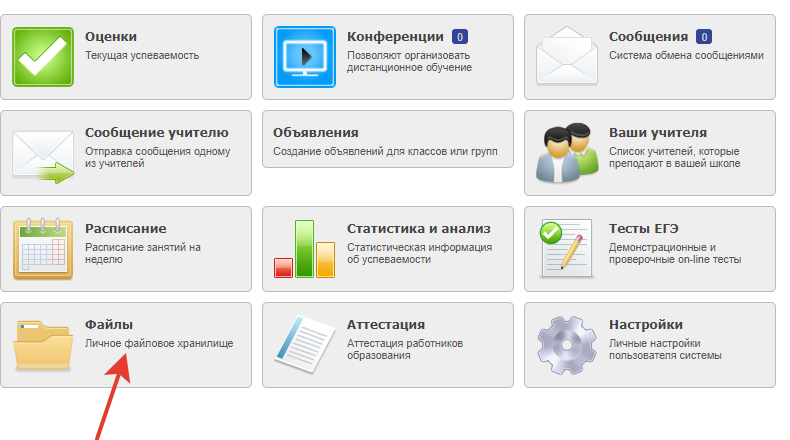 Оценки
Текущая успеваемость
Конференции 0
Позволяют организовать
дистанционое обучение
Сообщения 0
Система обмена сообщениями
Сообщение учителю
Отправка сообщения одному
из учителей
Объявления
Создание объявлений для классов или групп
Ваши учителя
Список учителей, которые
преподают в вашей школе
Расписание
Расписание занятий на
неделю
Статистика и анализ
Статистическая информация
об успеваемости
Тесты ЕГЭ
Демонстрационные и
проверочные on-line тесты
Файлы
Личное файловое хранилище
Аттестация
Аттестация работников
образования
Настройки
Личные настройки
пользователя системы